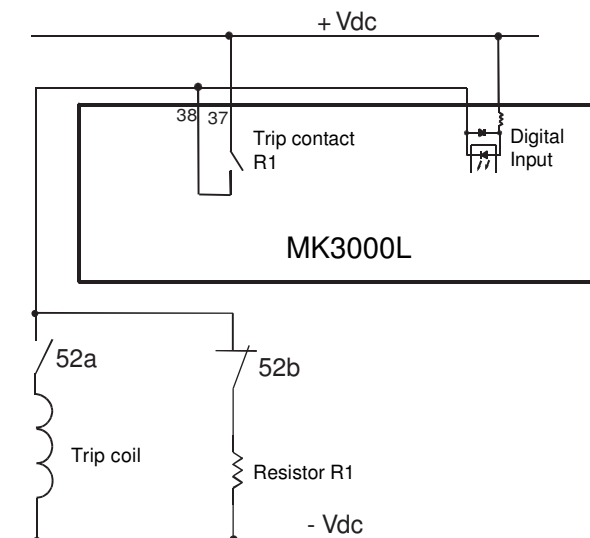 + Vdc
38 37
Trip contact
R1
Digital
Input
MK3000L
52a
52b
Trip coil
Resistor R1
- Vdc